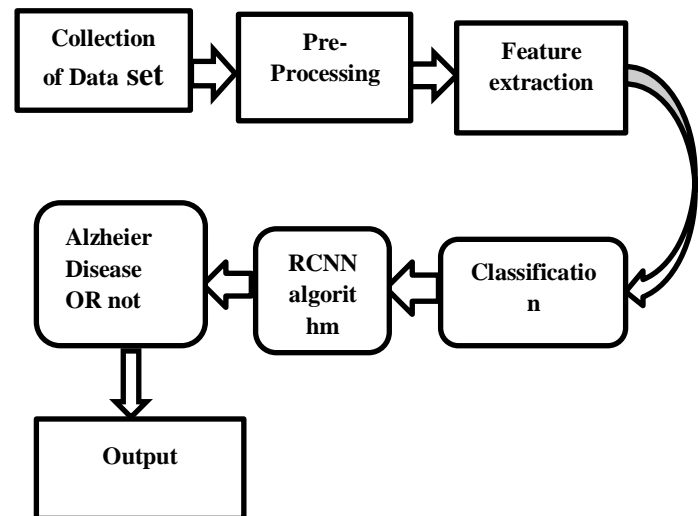 Collection
of Data set
Pre-
Processing
Feature
extraction
Classificatio
n
RCNN
algorit
hm
Alzheier
Disease
OR not
Output